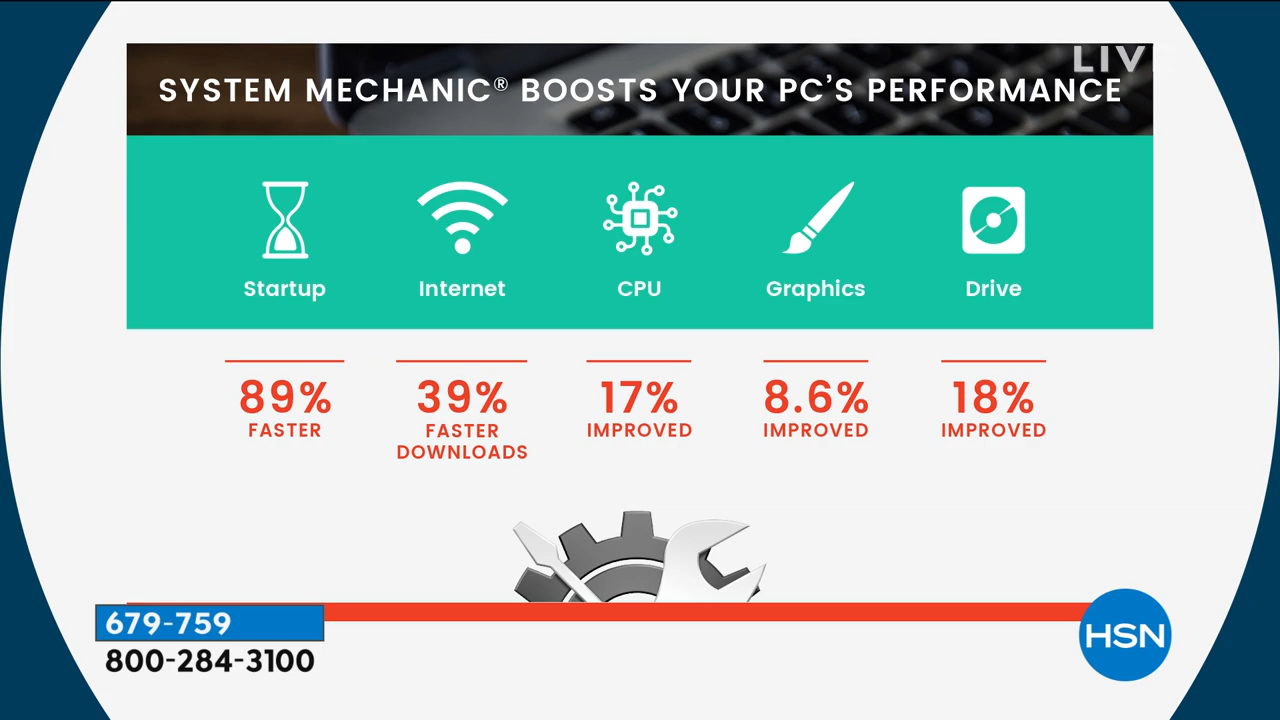 LIV
SYSTEM MECHANIC® BOOSTS YOUR PC'S PERFORMANCE
Startup
Internet
CPU
Graphics
Drive
89%
FASTER
39%
FASTER
DOWNLOADS
17%
IMPROVED
8.6%
IMPROVED
18%
IMPROVED
679-759
800-284-3100
HSN